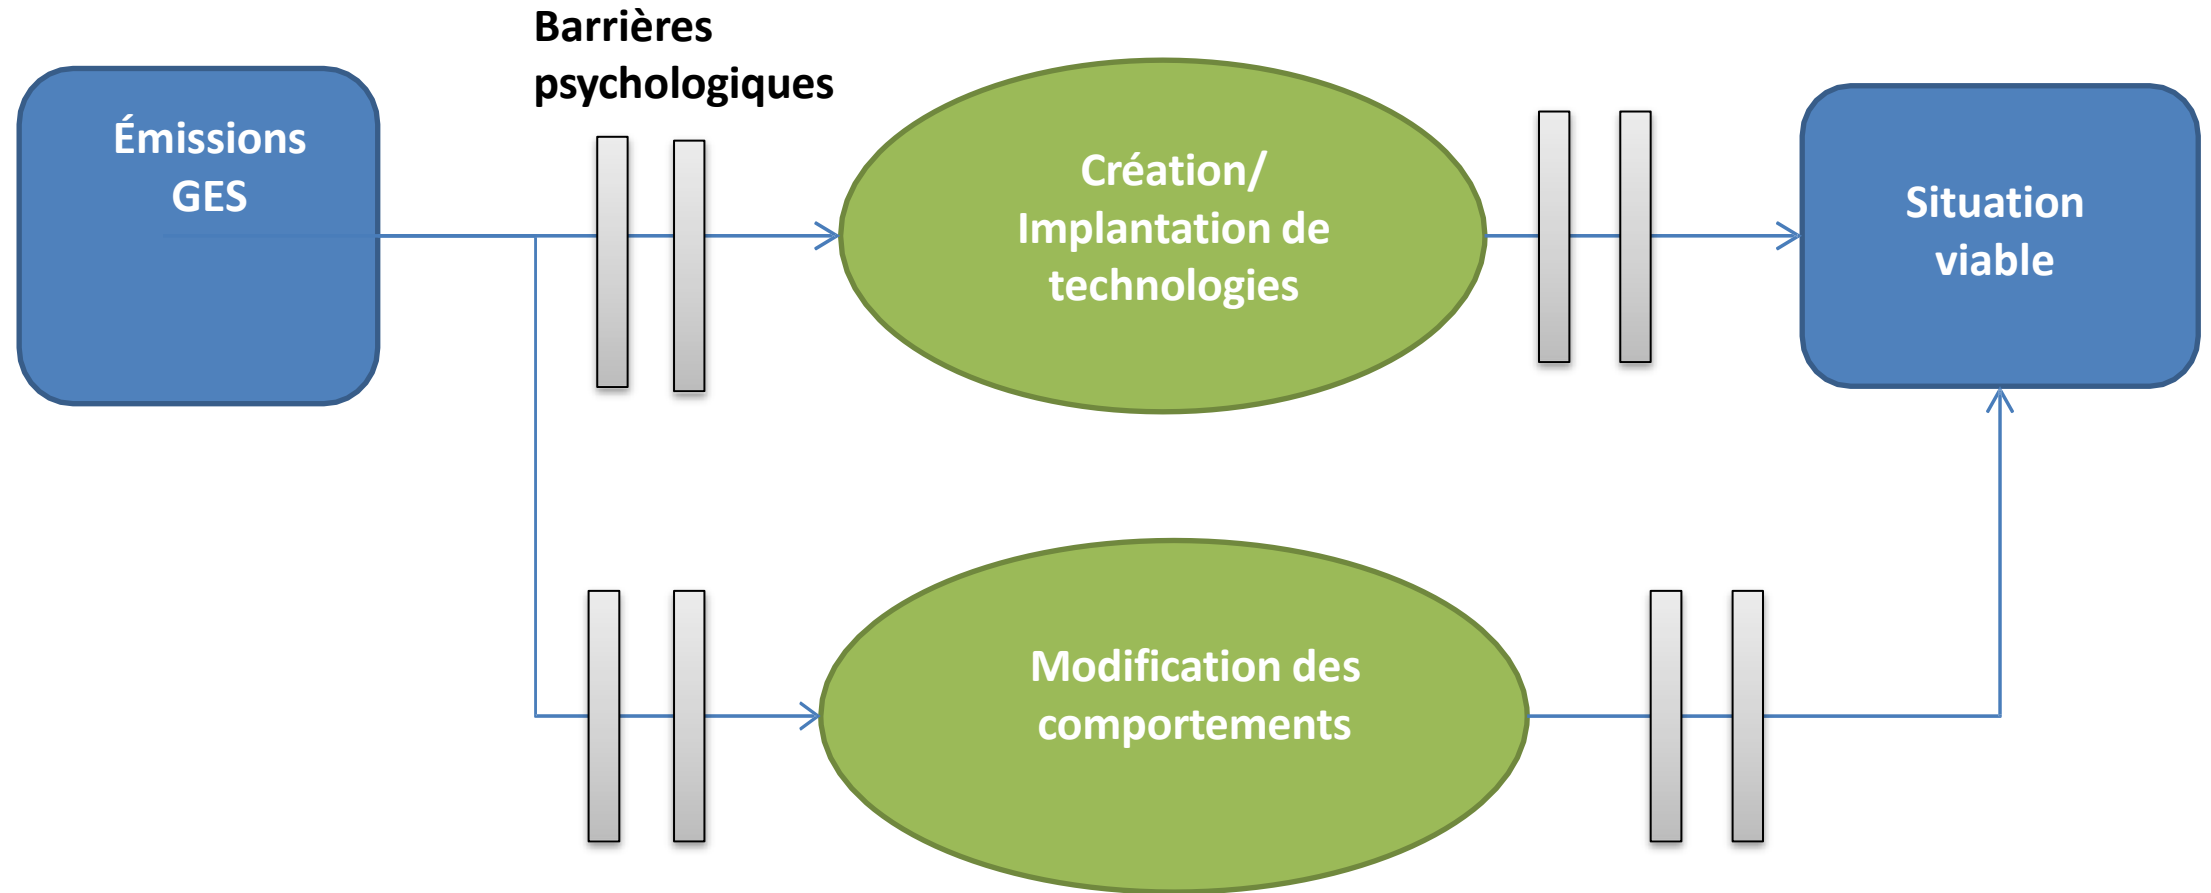 Barrières
psychologiques
Émissions
GES
Création/
Implantation de
technologies
Situation
viable
Modification des
comportements